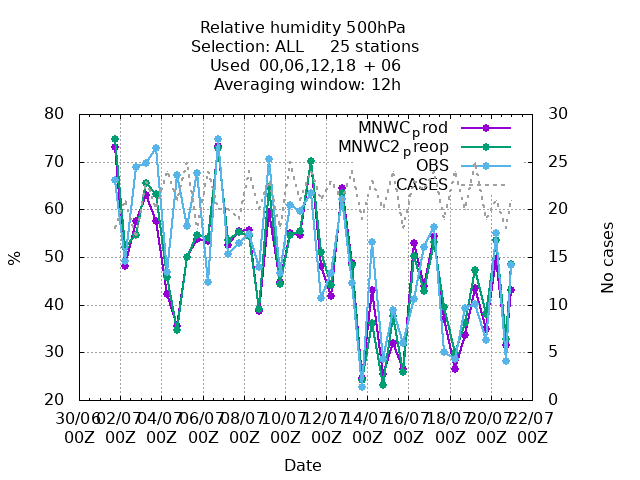 Relative humidity 500hPa
Selection: ALL 25 stations
Used 00,06,12,18 + 06
Averaging window: 12h
MNWC_prod
MNWC2_preop
OBS
CASES
80
70
60
50
40
30
20
%
30
25
20
15
10
5
0
No cases
30/06 02/07 04/07 06/07 08/07 10/07 12/07 14/07 16/07 18/07 20/07 22/07
00Z 00Z 00Z 00Z 00Z 00Z 00Z 00Z 00Z 00Z 00Z 00Z
Date